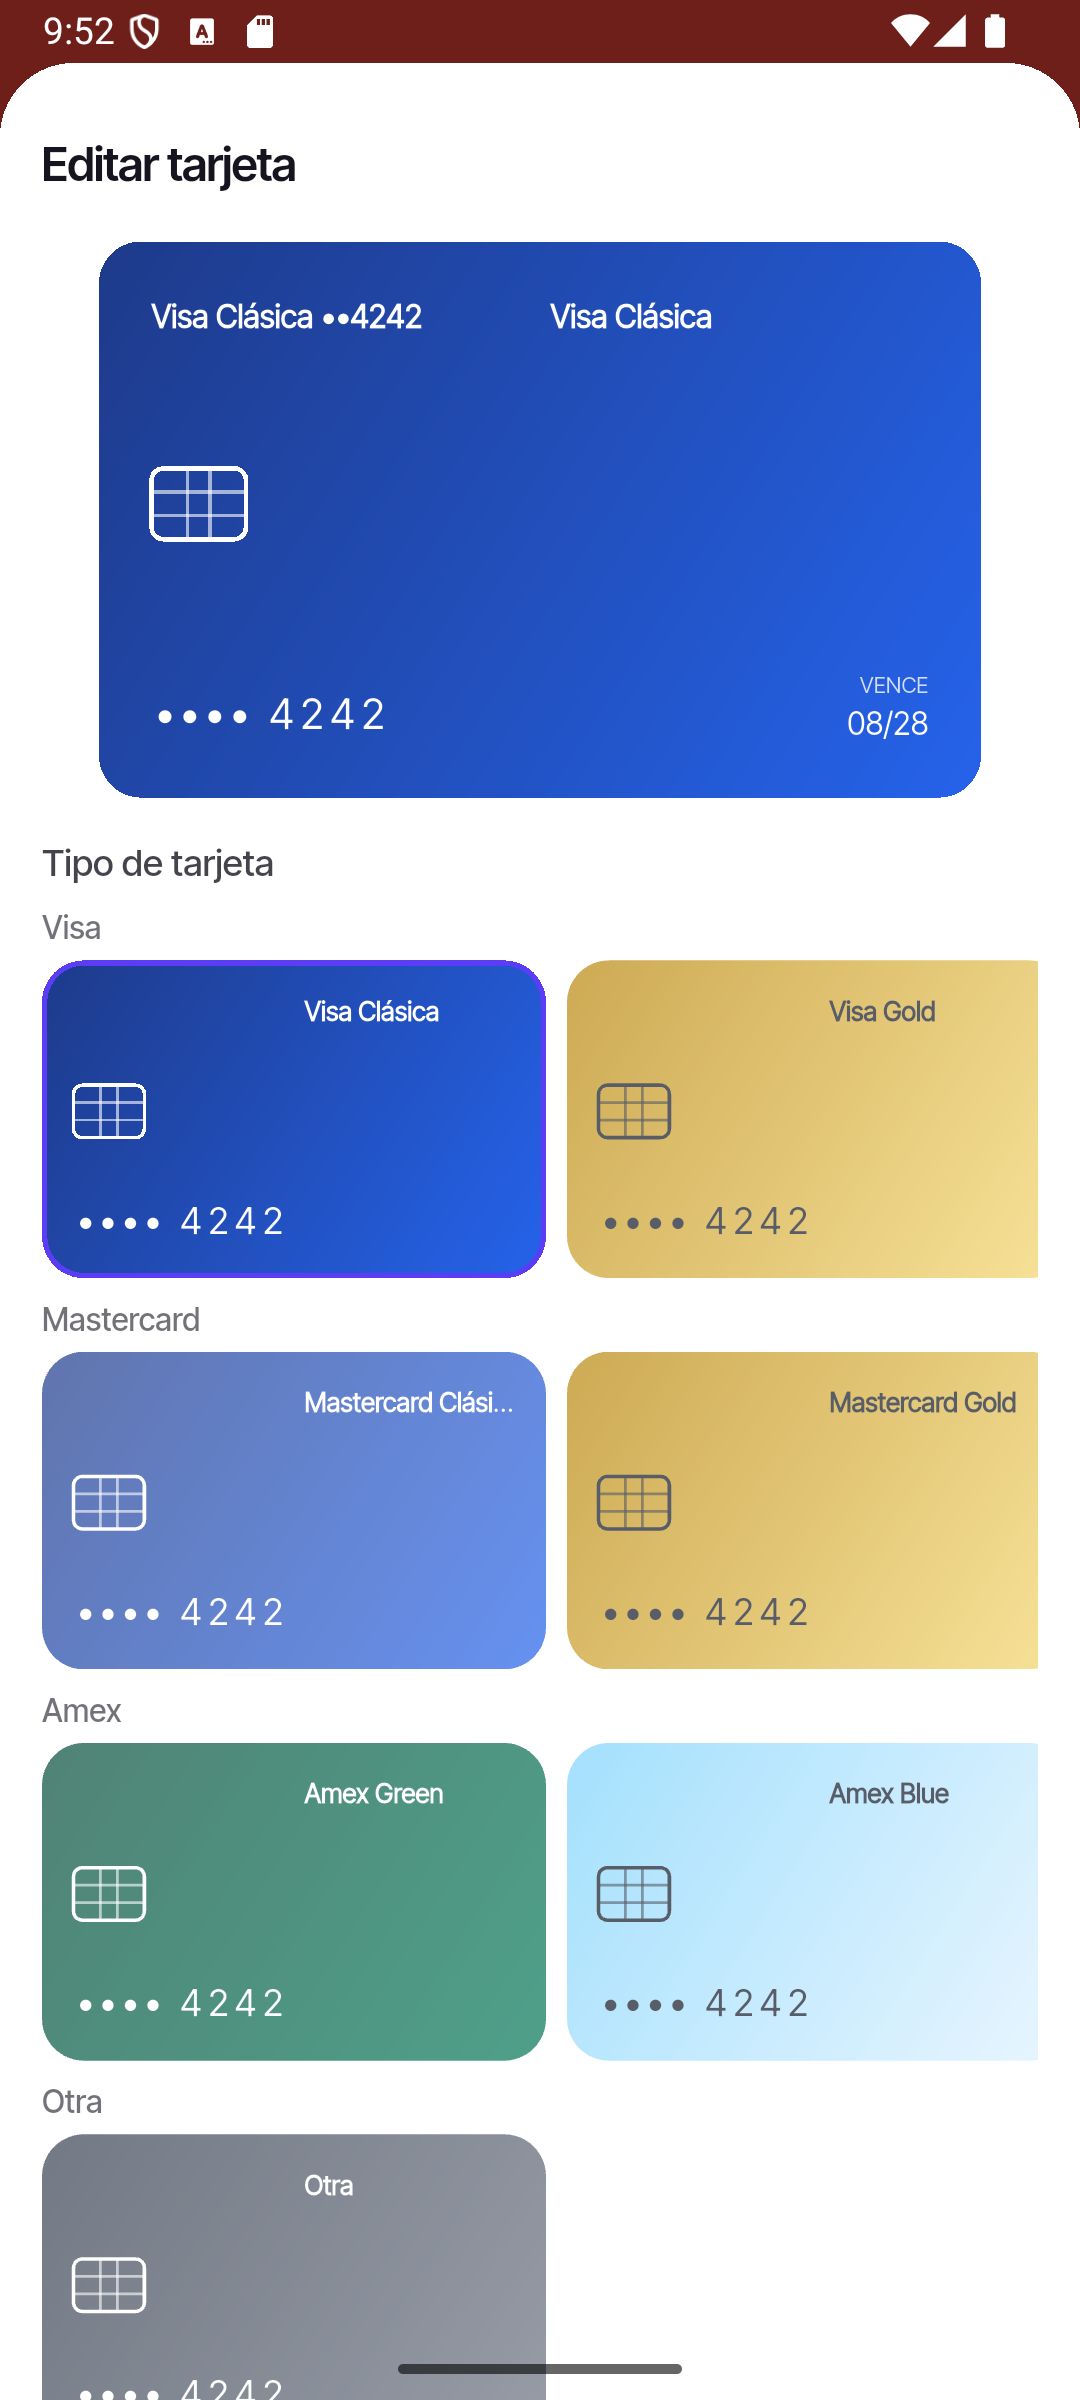 9:52
Editar tarjeta
Visa Clásica ••4242 Visa Clásica
•••• 4242
VENCE
08/28
Tipo de tarjeta
Visa
Visa Clásica
•••• 4242
Visa Gold
•••• 4242
Mastercard
Mastercard Clási...
•••• 4242
Mastercard Gold
•••• 4242
Amex
Amex Green
•••• 4242
Amex Blue
•••• 4242
Otra
Otra
•••• 4242